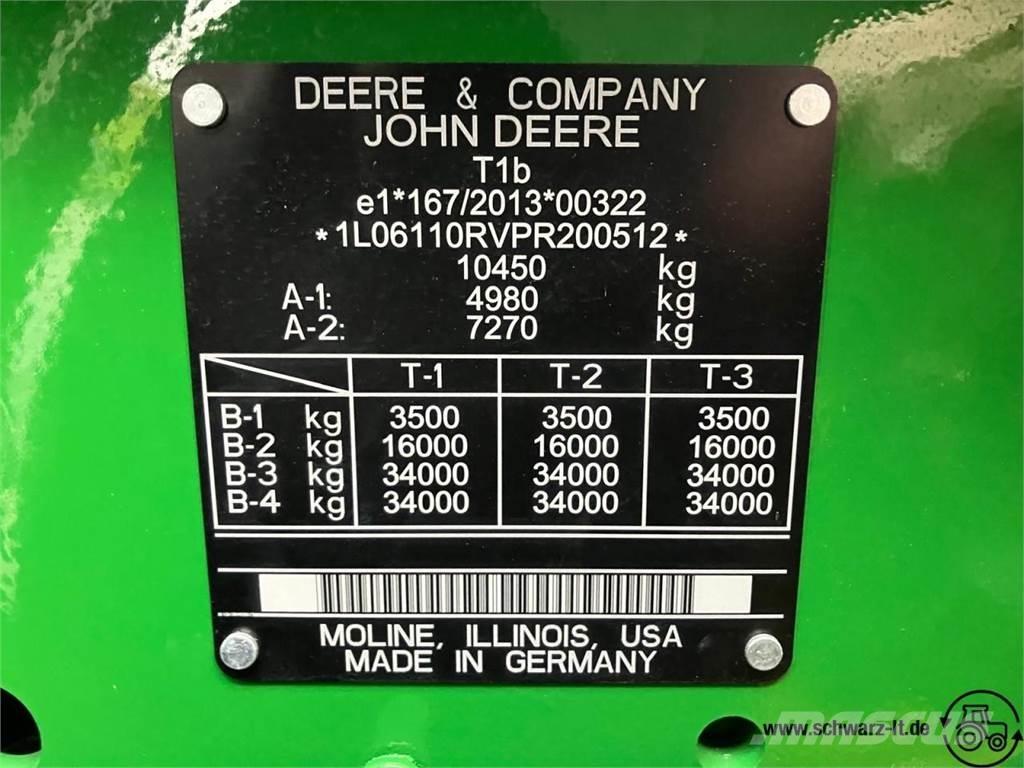 DEERE & COMPANY
JOHN DEERE
T1b
e1*167/2013*00322
*1L06110RVPR200512*
10450 kg
A-1: 4980 kg
A-2: 7270 kg
T-1 T-2 T-3
B-1 kg 3500 3500 3500
B-2 kg 16000 16000 16000
B-3 kg 34000 34000 34000
B-4 kg 34000 34000 34000
MOLINE, ILLINOIS, USA
MADE IN GERMANY
www.schwarz-lt.de
MASCUS